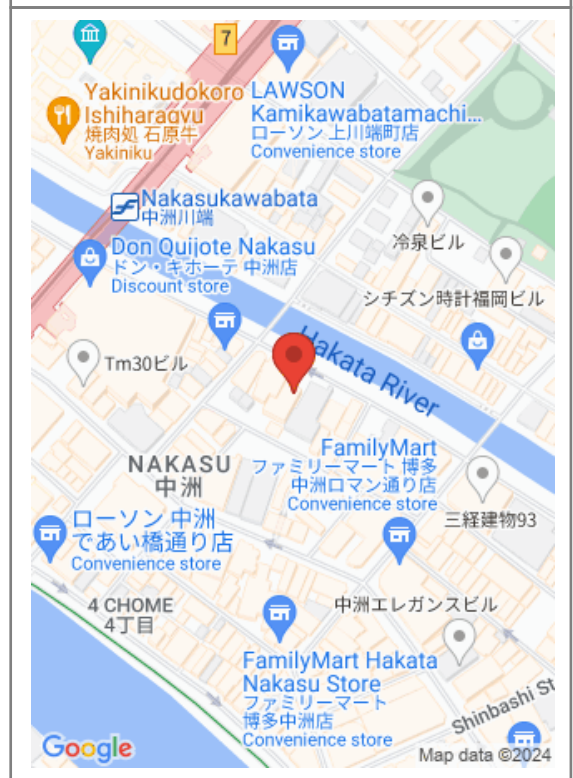 7
Yakinikudokoro
Ishiharagyu
焼肉処 石原牛
Yakiniku
LAWSON
Kamikawabatamachi...
ローソン 上川端町店
Convenience store
Nakasukawabata
中洲川端
冷泉ビル
Don Quijote Nakasu
ドン・キホーテ 中洲店
Discount store
シチズン時計福岡ビル
Hakata River
Tm30ビル
NAKASU
中洲
FamilyMart
ファミリーマート 博多
中洲ロマン通り店
Convenience store
三経建物93
ローソン 中洲
であい橋通り店
Convenience store
4 CHOME
4丁目
中洲エレガンスビル
FamilyMart Hakata
Nakasu Store
ファミリーマート
博多中洲店
Convenience store
Shinbashi St
Google
Map data ©2024